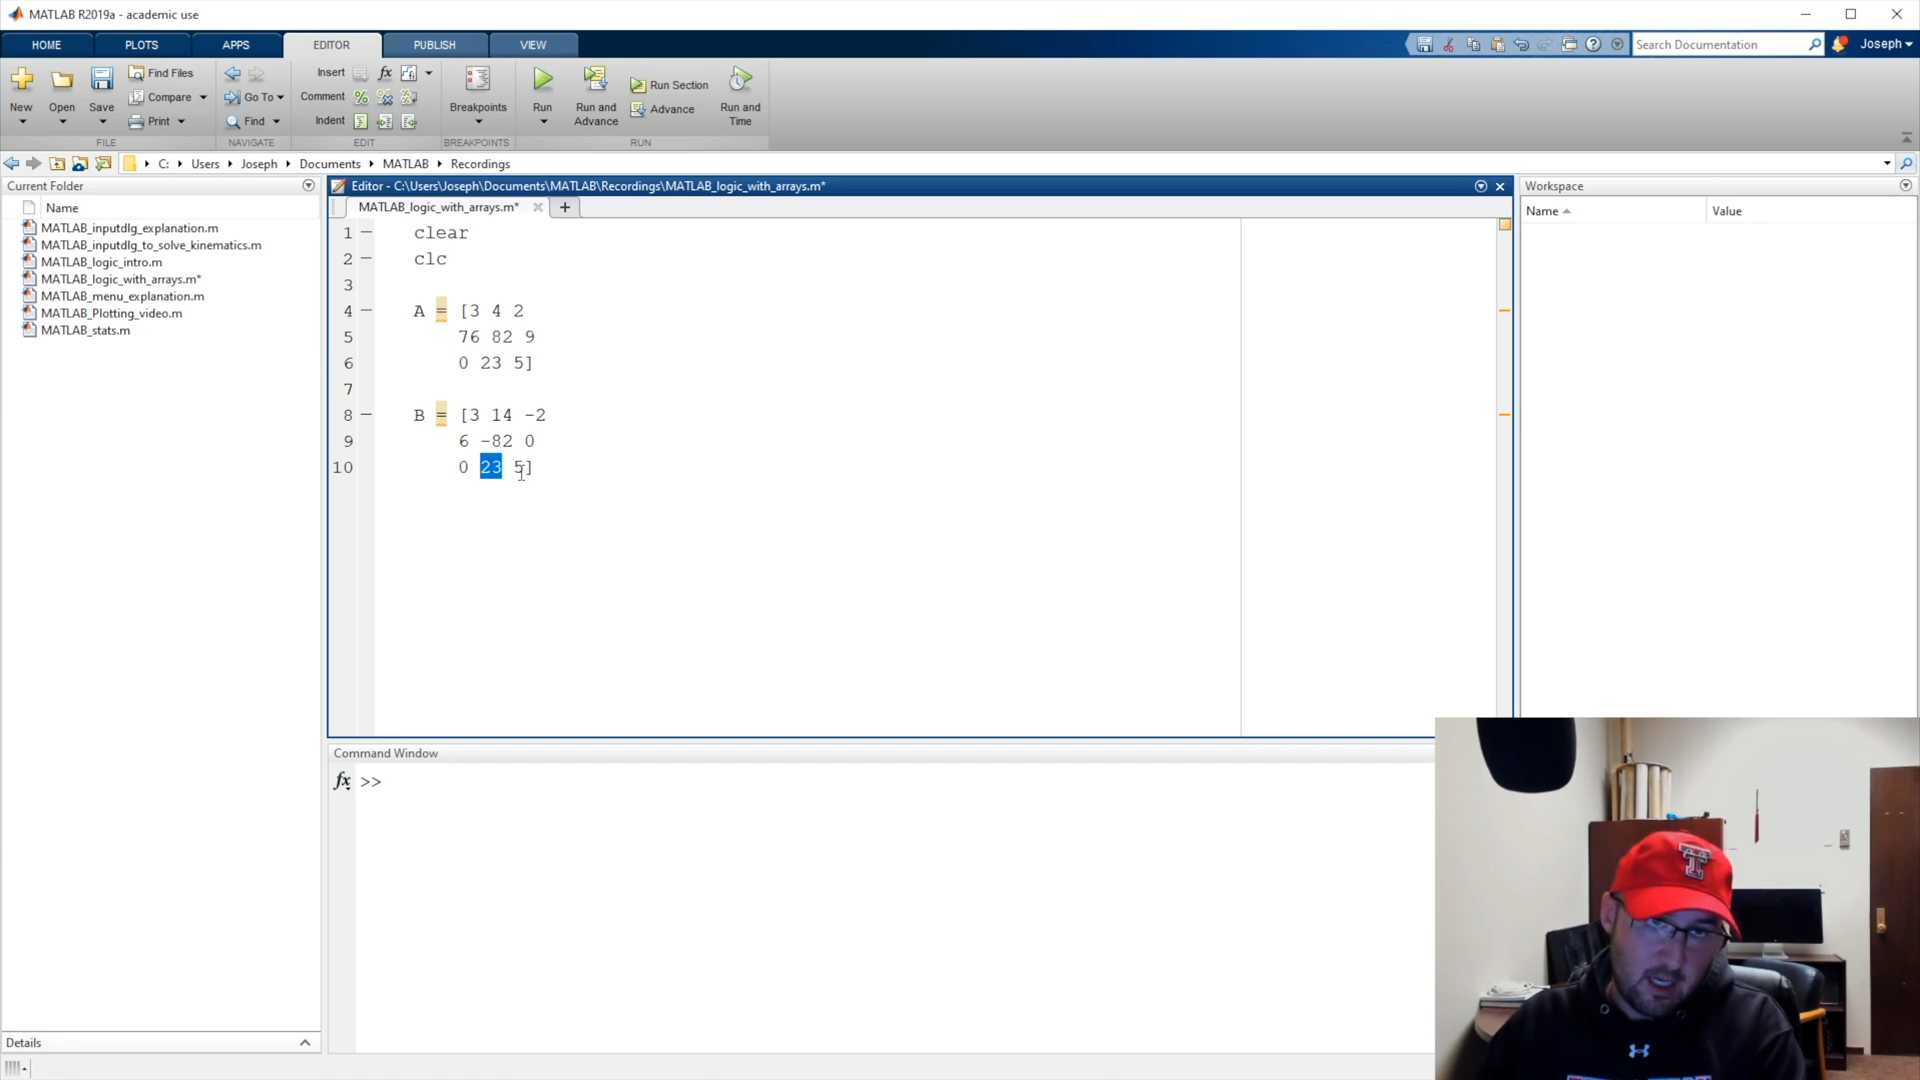 MATLAB R2019a - academic use
HOME PLOTS APPS EDITOR PUBLISH VIEW Search Documentation Joseph
New Open Save Find Files Compare Print Go To Find Insert fx Comment % Indent Breakpoints Run Run and Advance Run Section Advance Run and Time
FILE NAVIGATE EDIT BREAKPOINTS RUN
C: Users Joseph Documents MATLAB Recordings
Current Folder
Name
MATLAB_inputdlg_explanation.m
MATLAB_inputdlg_to_solve_kinematics.m
MATLAB_logic_intro.m
MATLAB_logic_with_arrays.m*
MATLAB_menu_explanation.m
MATLAB_Plotting_video.m
MATLAB_stats.m
Details
Editor - C:\Users\Joseph\Documents\MATLAB\Recordings\MATLAB_logic_with_arrays.m*
MATLAB_logic_with_arrays.m* +
1 — clear
2 — clc
3
4 — A = [3 4 2
5 76 82 9
6 0 23 5]
7
8 — B = [3 14 -2
9 6 -82 0
10 0 23 5]
Command Window
fx >>
Workspace
Name Value
T